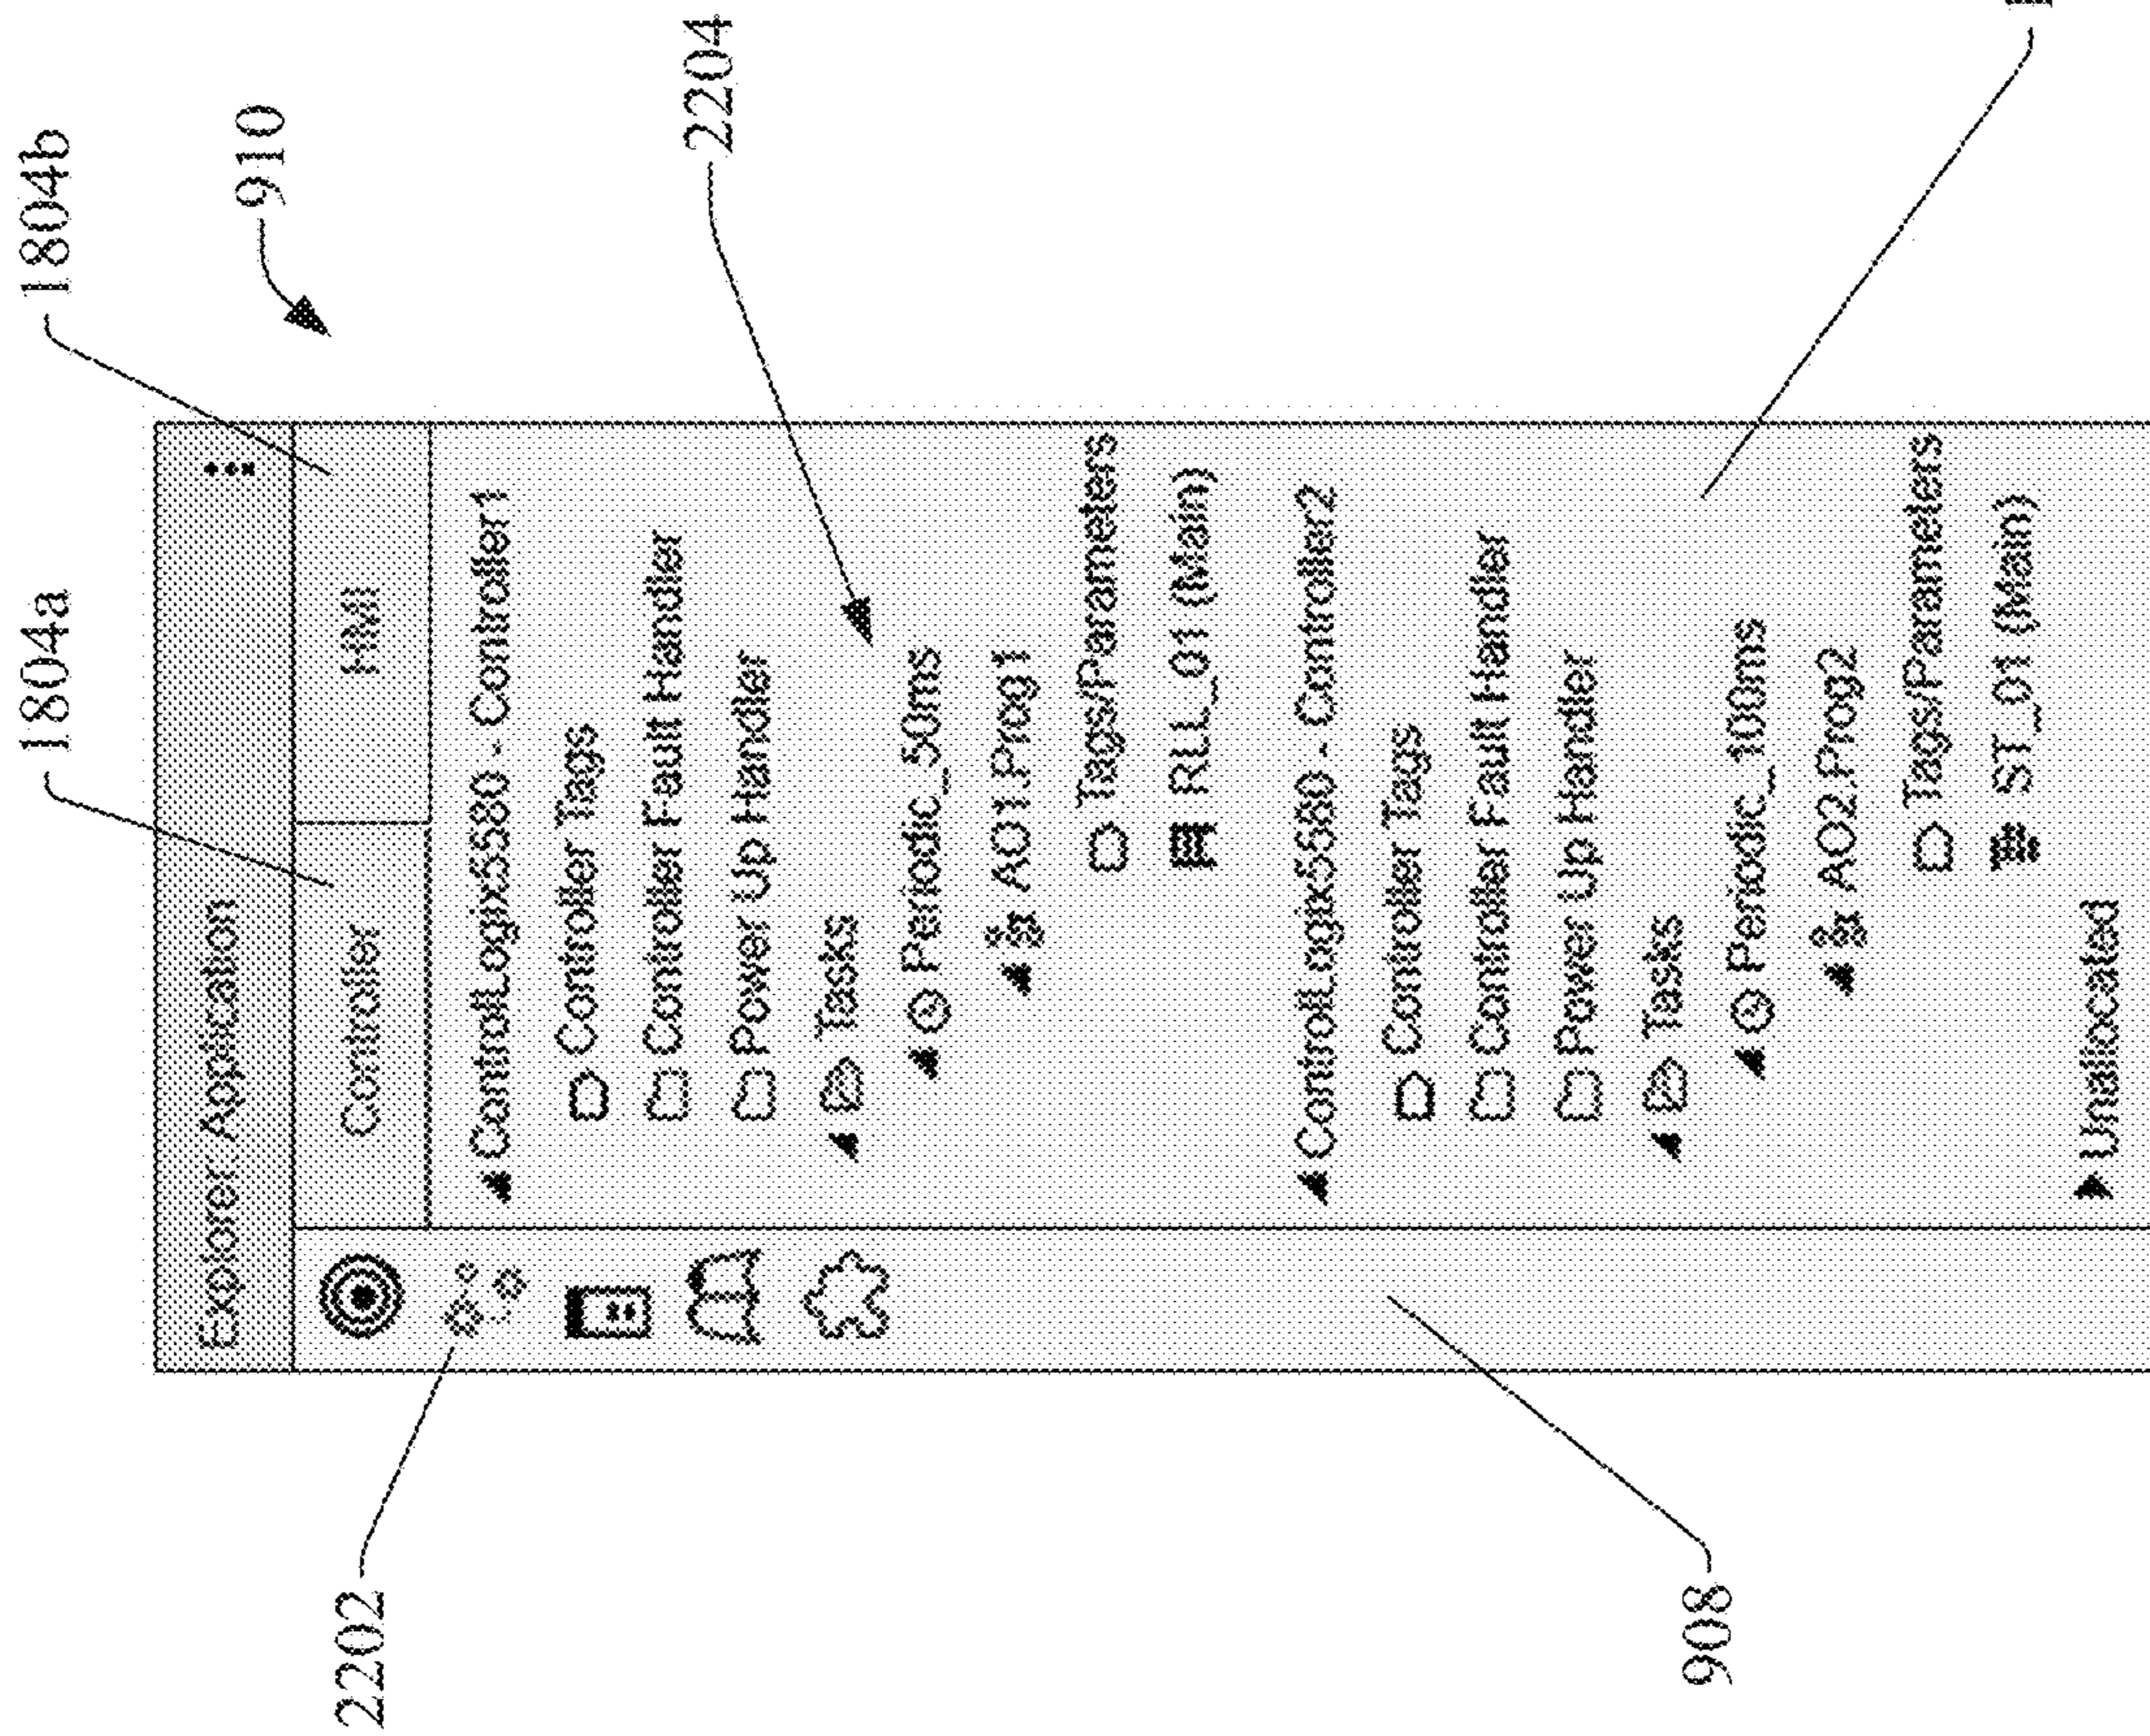 1804a
1804b
910
2202
2204
908
Explorer Application
Controller
HMI
ControlLogix5580 - Controller1
Controller Tags
Controller Fault Handler
Power Up Handler
Tasks
Periodic_50ms
AO1.Prog1
Tags/Parameters
RLL_01 (Main)
ControlLogix5580 - Controller2
Controller Tags
Controller Fault Handler
Power Up Handler
Tasks
Periodic_100ms
AO2.Prog2
Tags/Parameters
ST_01 (Main)
Unallocated